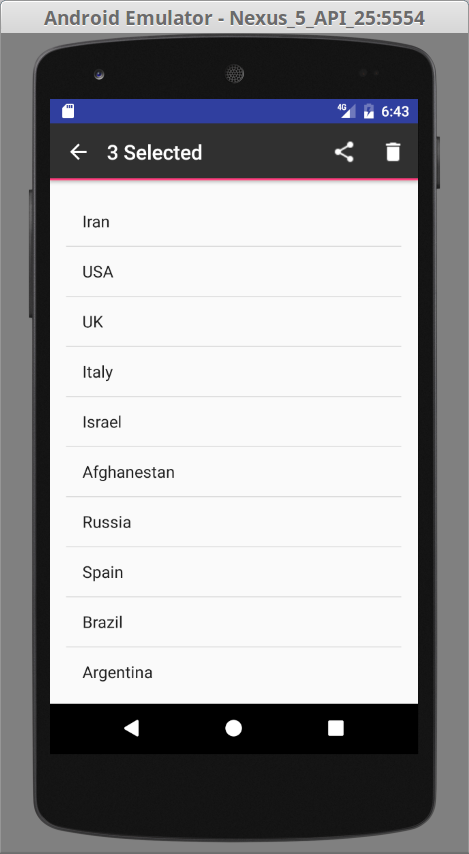 Android Emulator - Nexus_5_API_25:5554
4G 6:43
3 Selected
Iran
USA
UK
Italy
Israel
Afghanestan
Russia
Spain
Brazil
Argentina